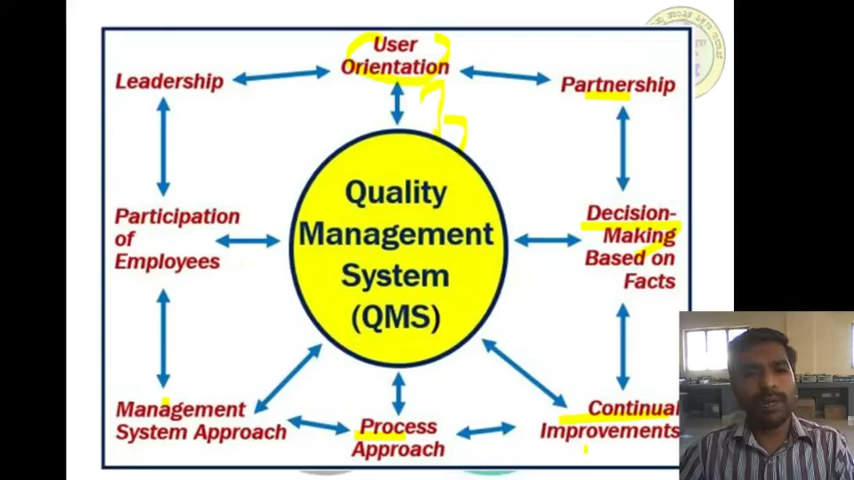 User
Orientation
Leadership
Partnership
Quality
Management
System
(QMS)
Participation
of
Employees
Decision-
Making
Based on
Facts
Management
System Approach
Process
Approach
Continual
Improvements